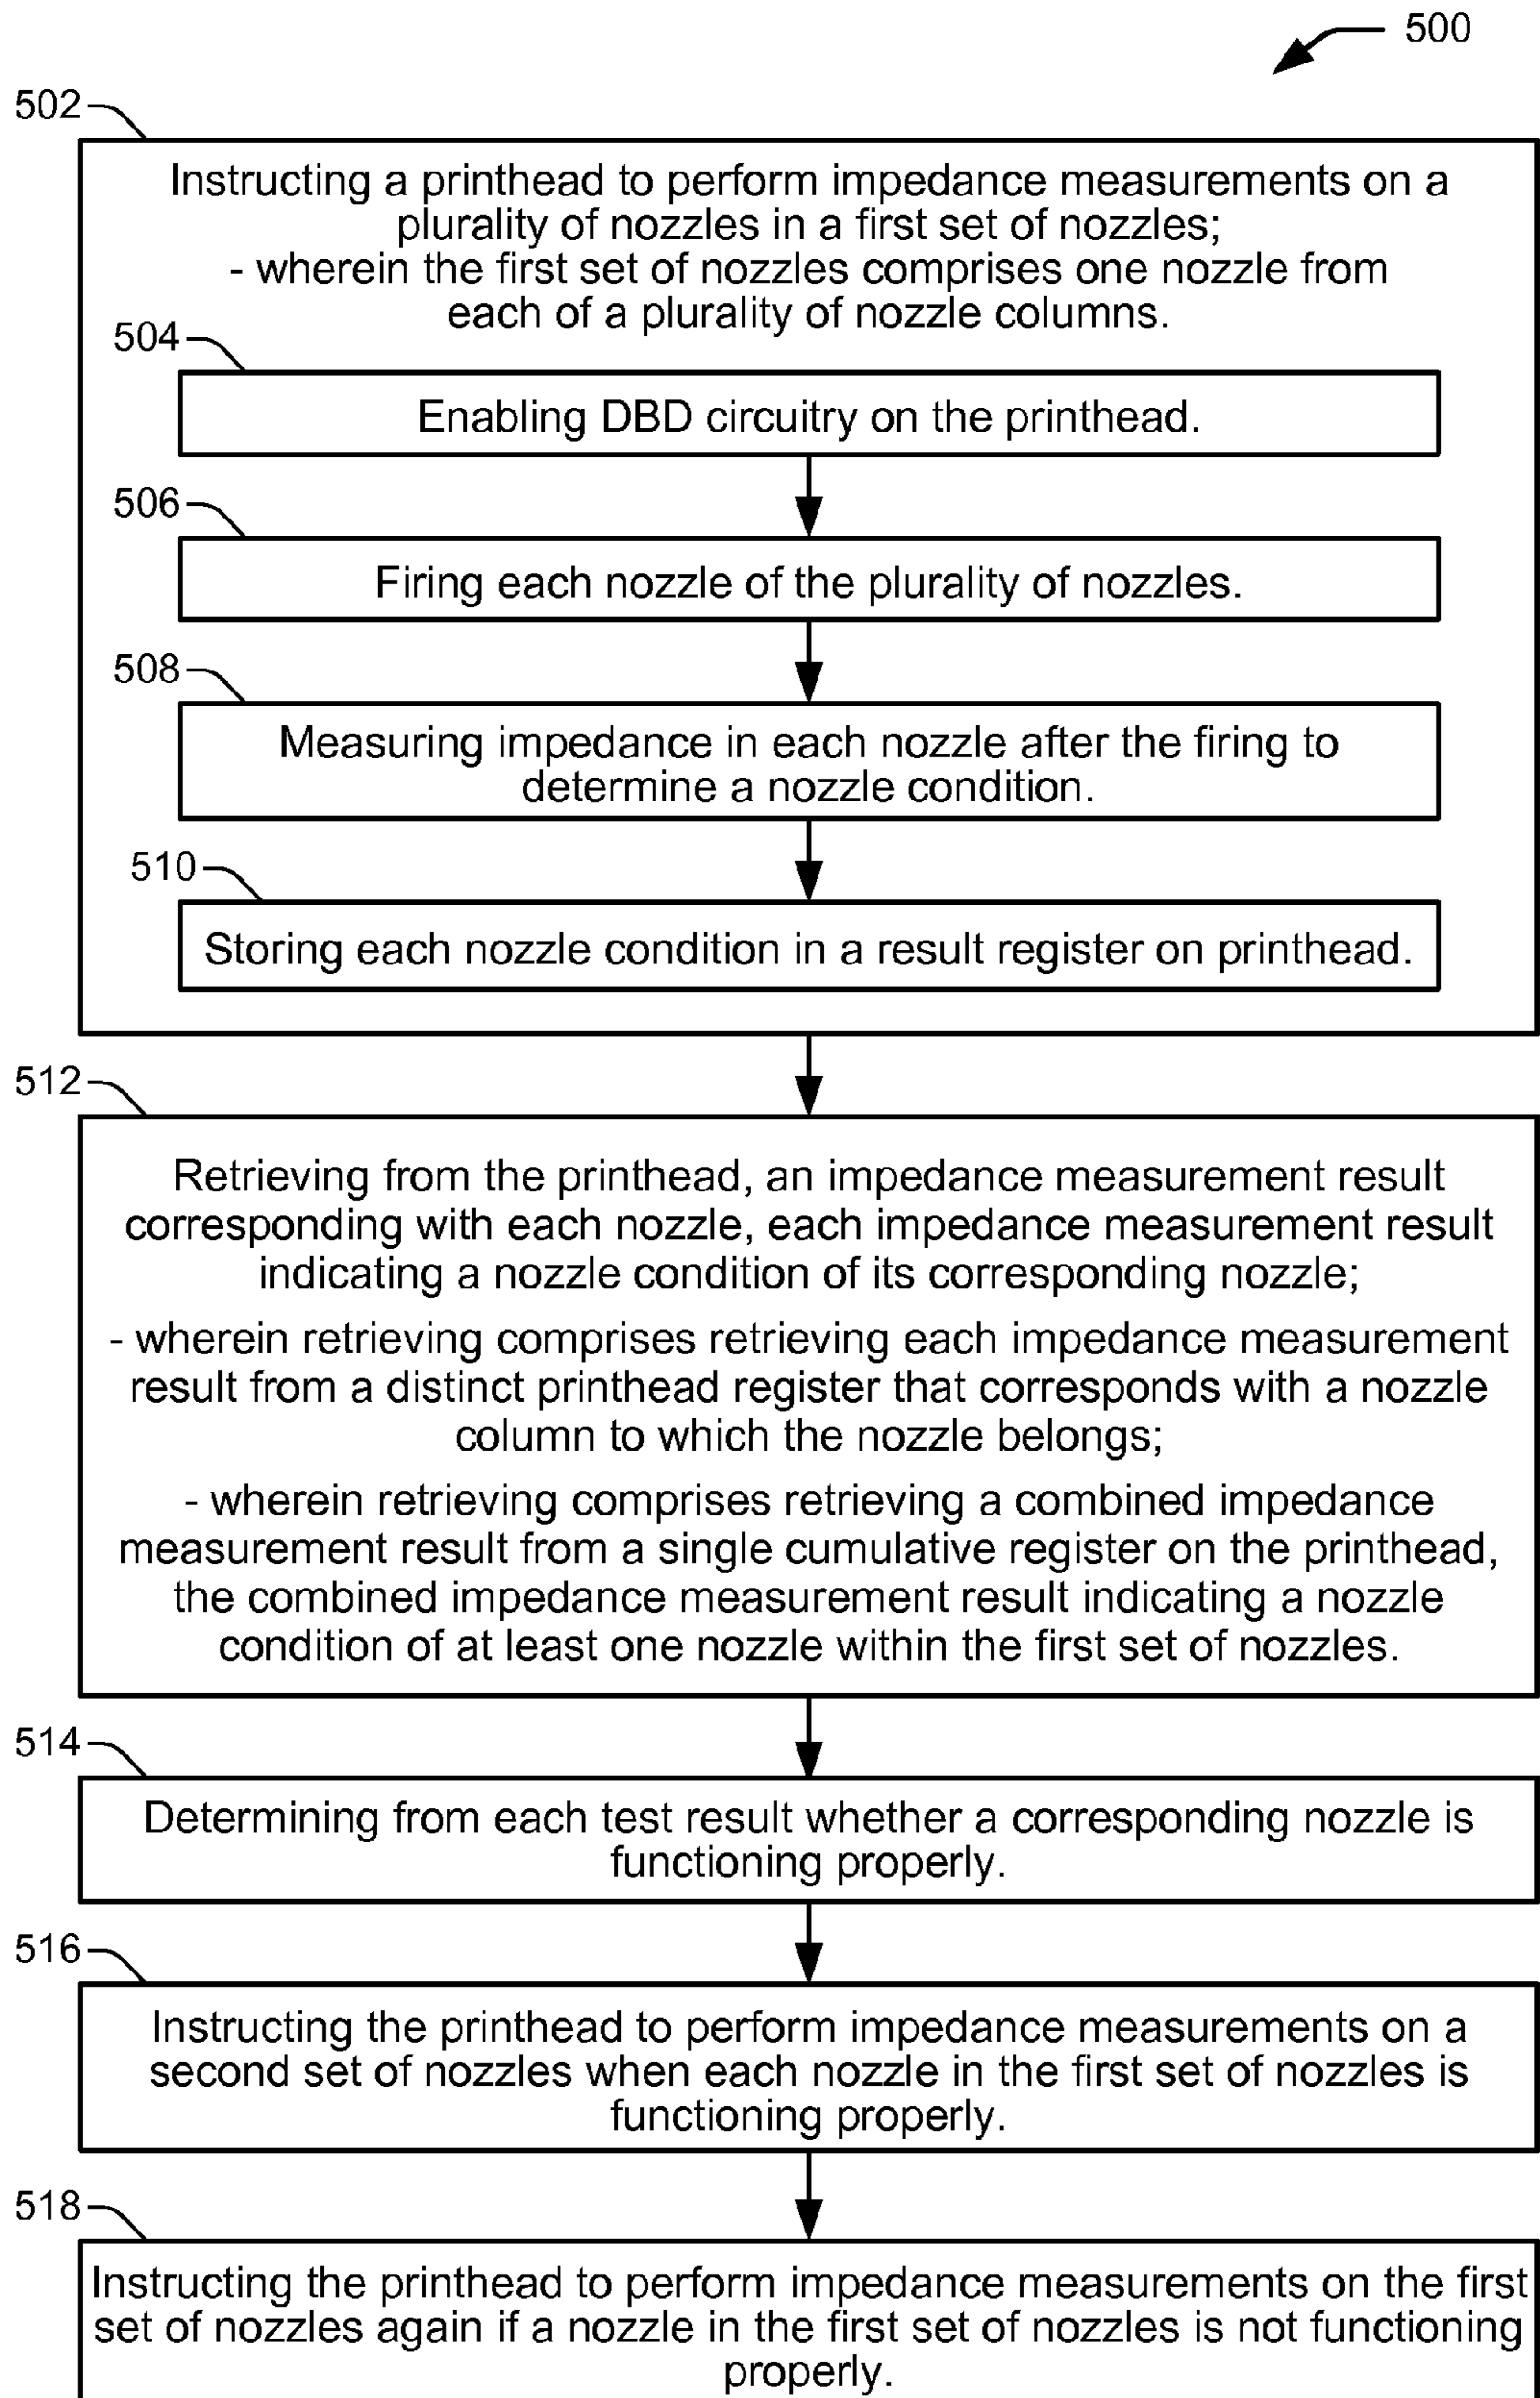 500
502
Instructing a printhead to perform impedance measurements on a
plurality of nozzles in a first set of nozzles;
- wherein the first set of nozzles comprises one nozzle from
each of a plurality of nozzle columns.
504
Enabling DBD circuitry on the printhead.
506
Firing each nozzle of the plurality of nozzles.
508
Measuring impedance in each nozzle after the firing to
determine a nozzle condition.
510
Storing each nozzle condition in a result register on printhead.
512
Retrieving from the printhead, an impedance measurement result
corresponding with each nozzle, each impedance measurement result
indicating a nozzle condition of its corresponding nozzle;
- wherein retrieving comprises retrieving each impedance measurement
result from a distinct printhead register that corresponds with a nozzle
column to which the nozzle belongs;
- wherein retrieving comprises retrieving a combined impedance
measurement result from a single cumulative register on the printhead,
the combined impedance measurement result indicating a nozzle
condition of at least one nozzle within the first set of nozzles.
514
Determining from each test result whether a corresponding nozzle is
functioning properly.
516
Instructing the printhead to perform impedance measurements on a
second set of nozzles when each nozzle in the first set of nozzles is
functioning properly.
518
Instructing the printhead to perform impedance measurements on the first
set of nozzles again if a nozzle in the first set of nozzles is not functioning
properly.